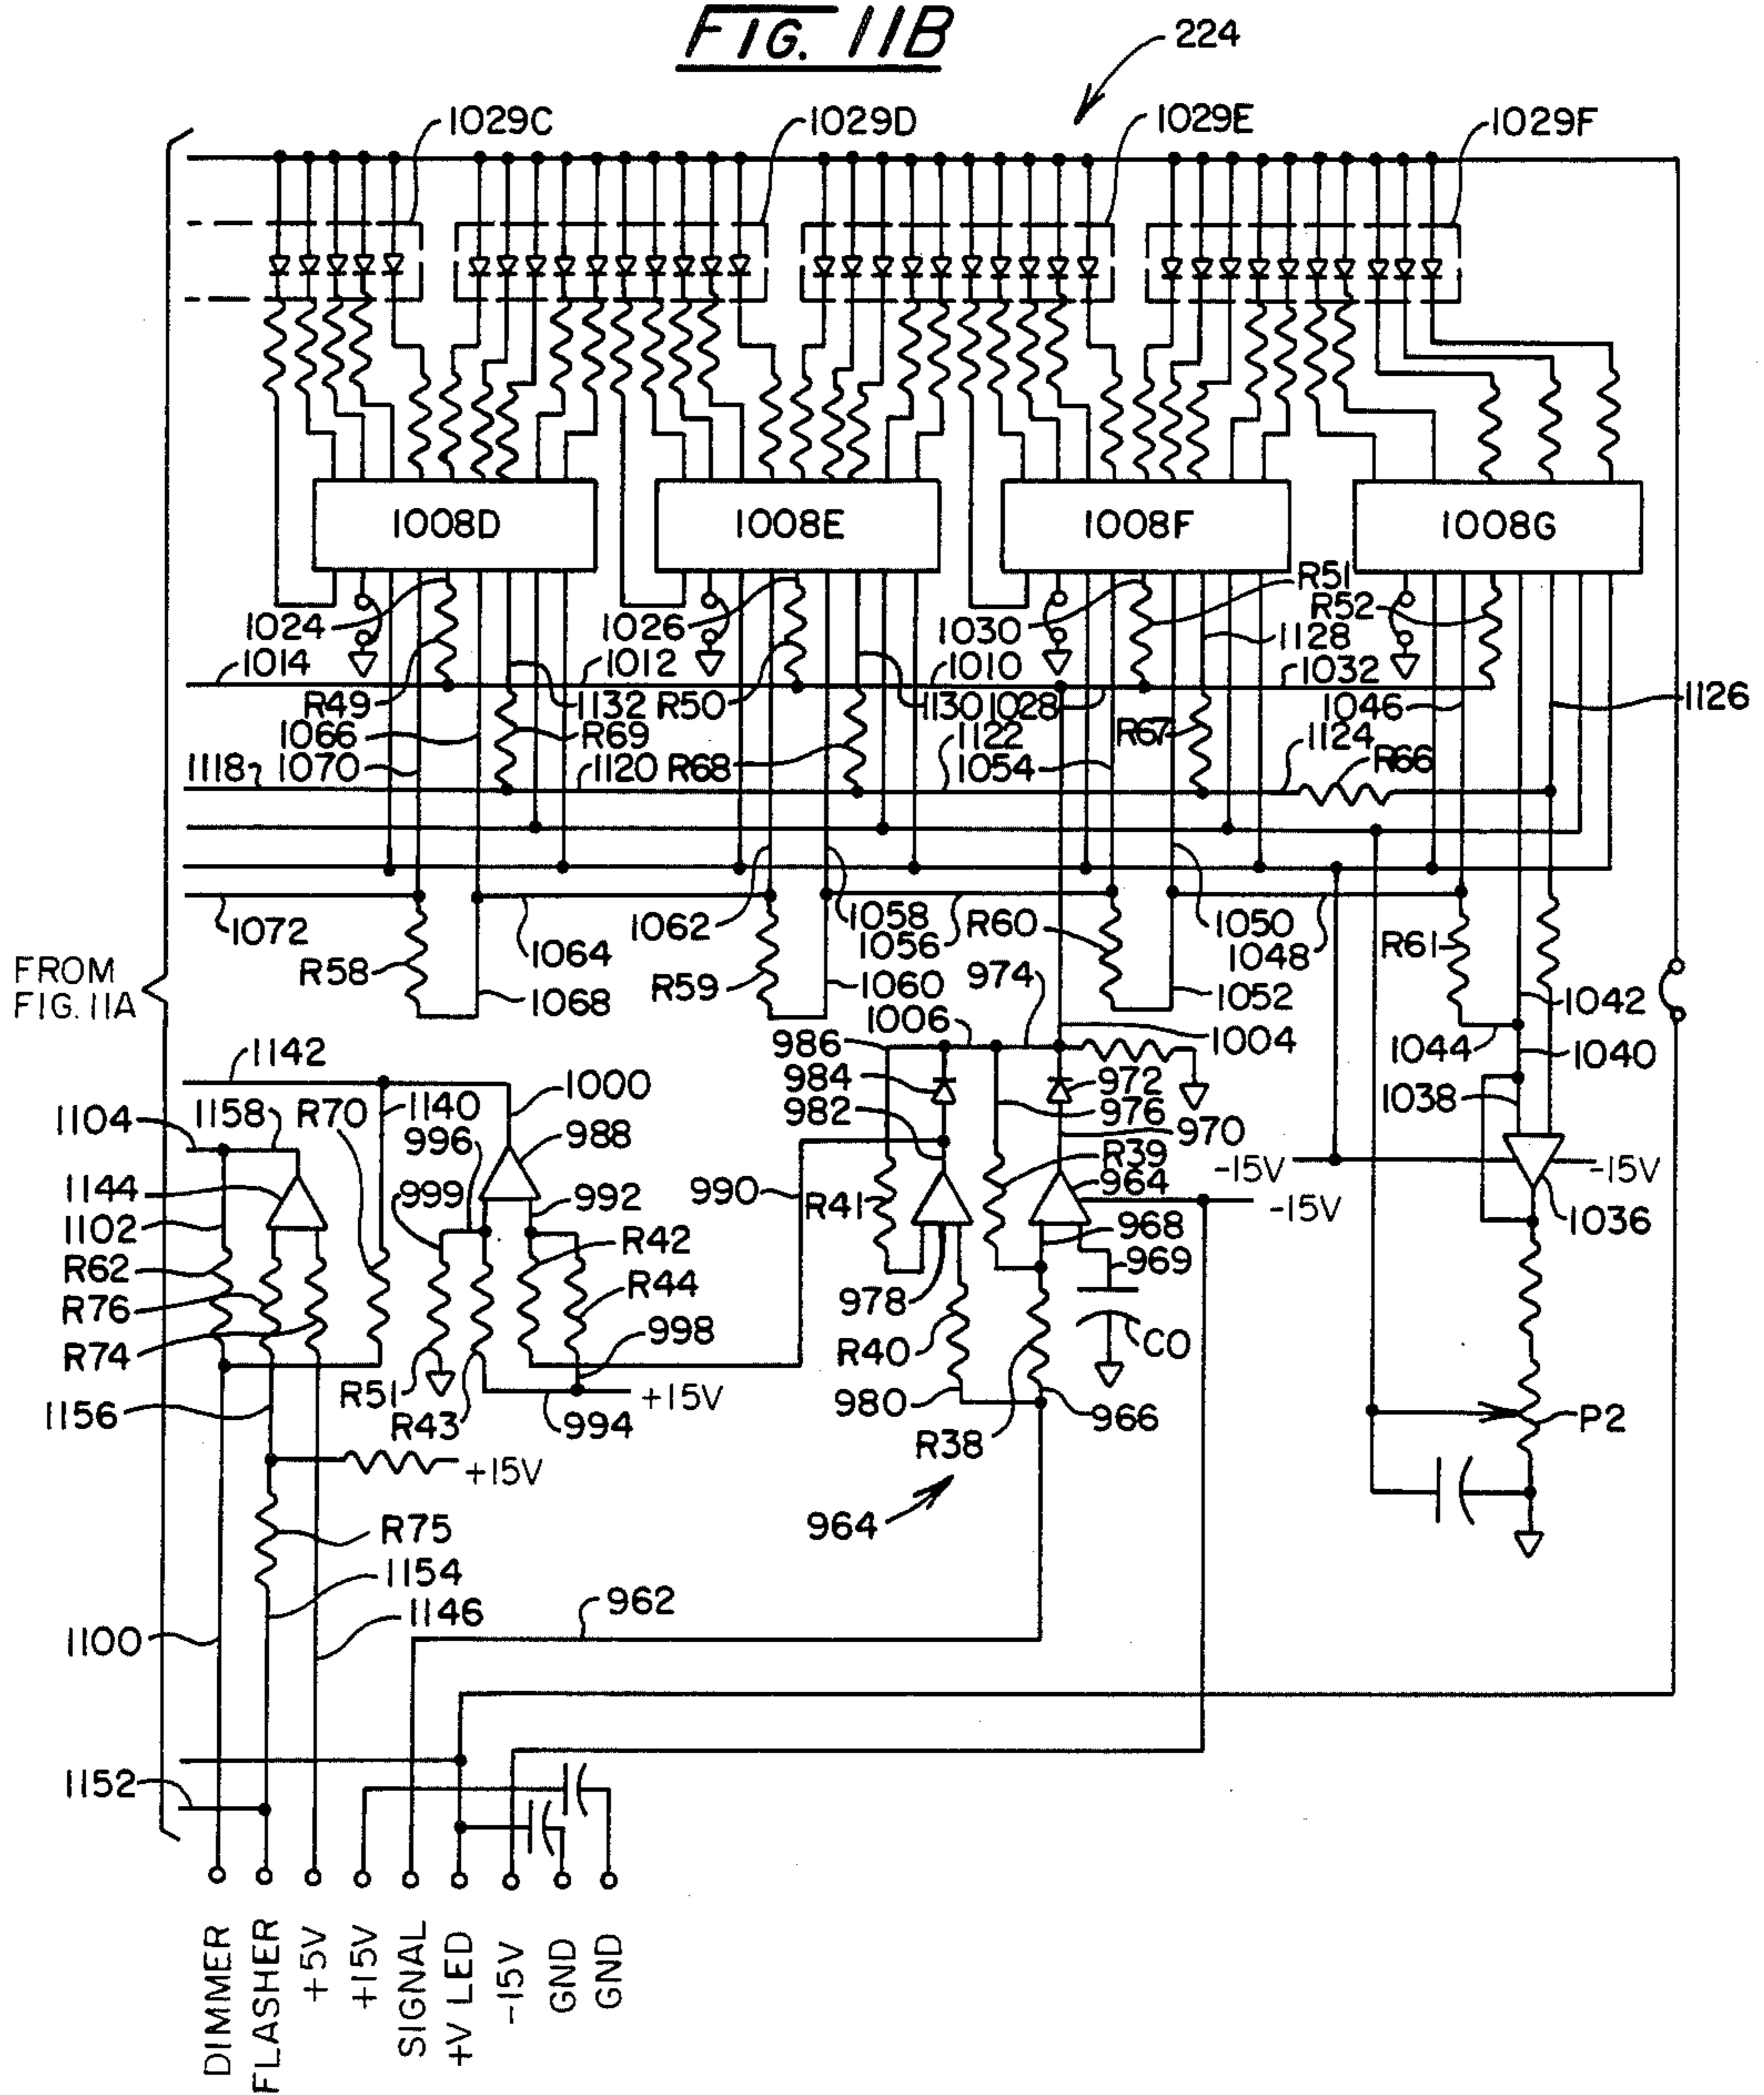 FIG. 11B
224
1029C 1029D 1029E 1029F
1008D 1008E 1008F 1008G
1024 1026 1030 R51
R52
1128
1014 1012 1010 1032
R49 1132 R50 1130 1028 1046 1126
1066 R69 1122 R67 1124
1118 1070 1120 R68 1054 R66
1072 1064 1062 1058 1050
1056 R60 1048 R61
FROM
FIG. 11A
R58 1068 R59 1060 974 1052 1042
1006 1004 1044 1040
986
1142 984 972 1038
1104 1158 R70 1140 1000 982 976
996 988 970
1144 999 992 990 R41 R39 964 -15V -15V
1102 968 -15V 1036
R62 R42 969
R76 R44 978
R74 998 R40 CO
R51 R43 994 +15V 980 966 P2
1156 R38
+15V
964
R75
1154
1146 962
1100
1152
DIMMER
FLASHER
+5V
+15V
SIGNAL
+V LED
-15V
GND
GND